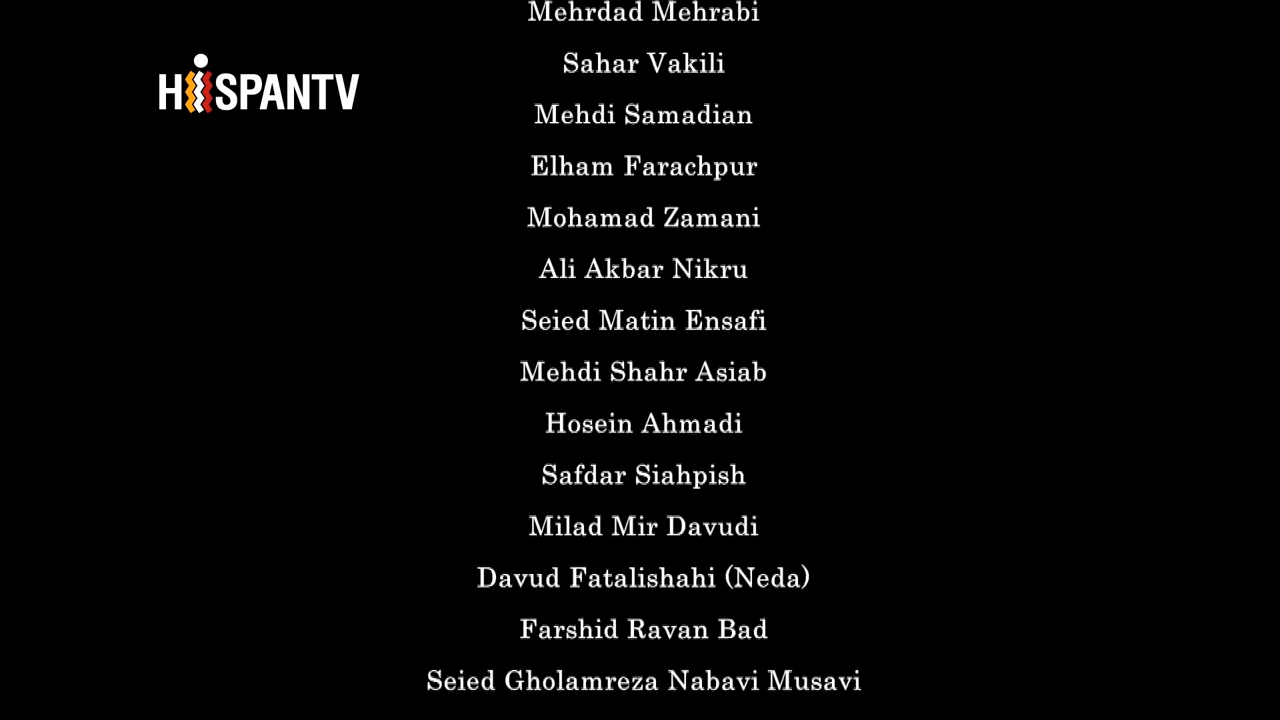 Mehrdad Mehrabi
HISPANTV
Sahar Vakili
Mehdi Samadian
Elham Farachpur
Mohamad Zamani
Ali Akbar Nikru
Seied Matin Ensafi
Mehdi Shahr Asiab
Hosein Ahmadi
Safdar Siahpish
Milad Mir Davudi
Davud Fatalishahi (Neda)
Farshid Ravan Bad
Seied Gholamreza Nabavi Musavi